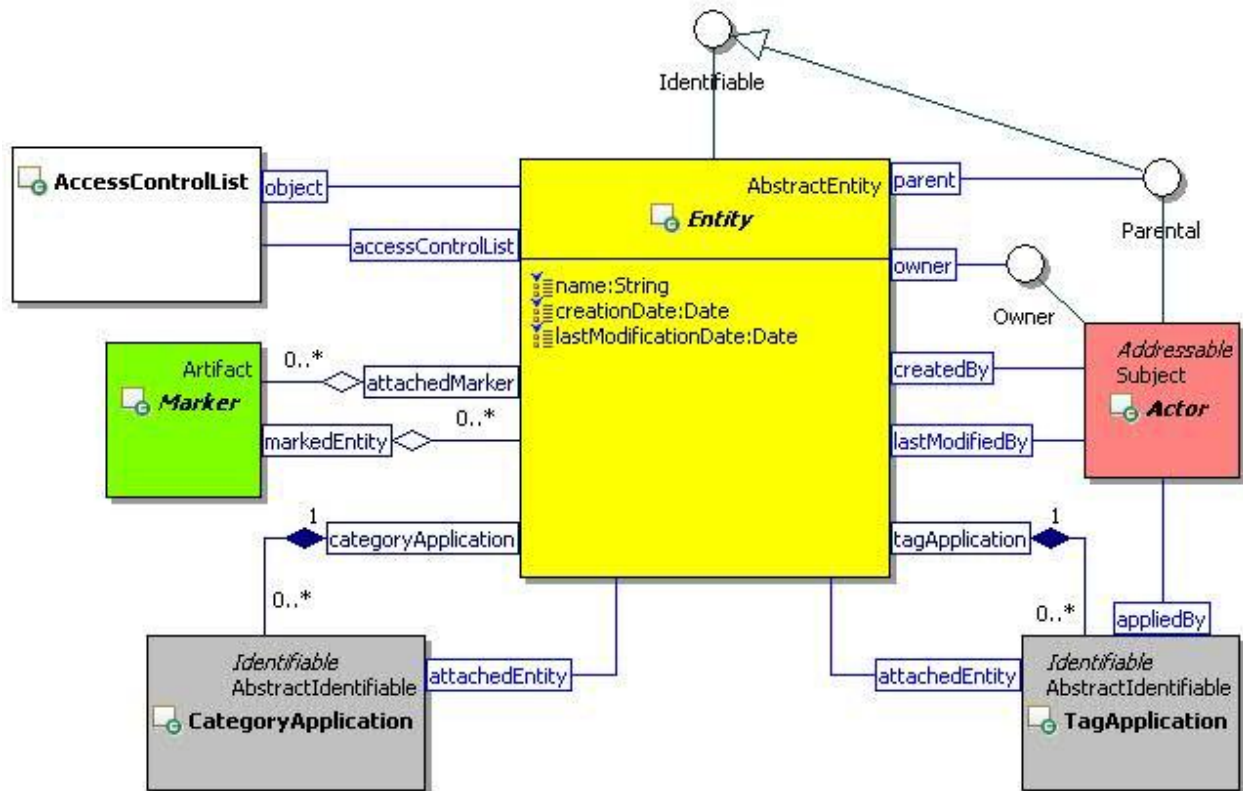 Identifiable
AccessControlList
object
AbstractEntity
Entity
parent
Parental
accessControlList
owner
Owner
name:String
creationDate:Date
lastModificationDate:Date
0..*
Artifact
Marker
attachedMarker
createdBy
Addressable
Subject
Actor
0..*
markedEntity
lastModifiedBy
1
categoryApplication
tagApplication
1
0..*
0..*
appliedBy
Identifiable
AbstractIdentifiable
CategoryApplication
attachedEntity
attachedEntity
Identifiable
AbstractIdentifiable
TagApplication